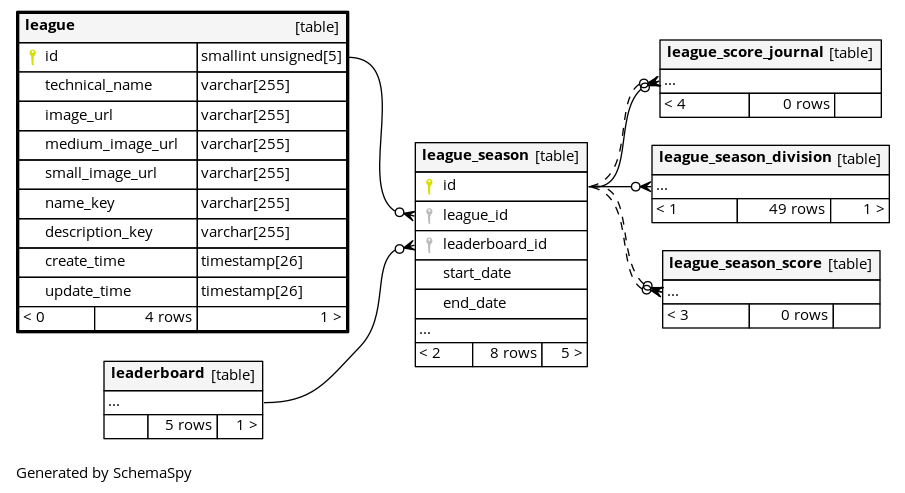 league [table]
id smallint unsigned[5]
technical_name varchar[255]
image_url varchar[255]
medium_image_url varchar[255]
small_image_url varchar[255]
name_key varchar[255]
description_key varchar[255]
create_time timestamp[26]
update_time timestamp[26]
< 0 4 rows 1 >
leaderboard [table]
...
5 rows 1 >
league_season [table]
id
league_id
leaderboard_id
start_date
end_date
...
< 2 8 rows 5 >
league_score_journal [table]
...
< 4 0 rows
league_season_division [table]
...
< 1 49 rows 1 >
league_season_score [table]
...
< 3 0 rows
Generated by SchemaSpy